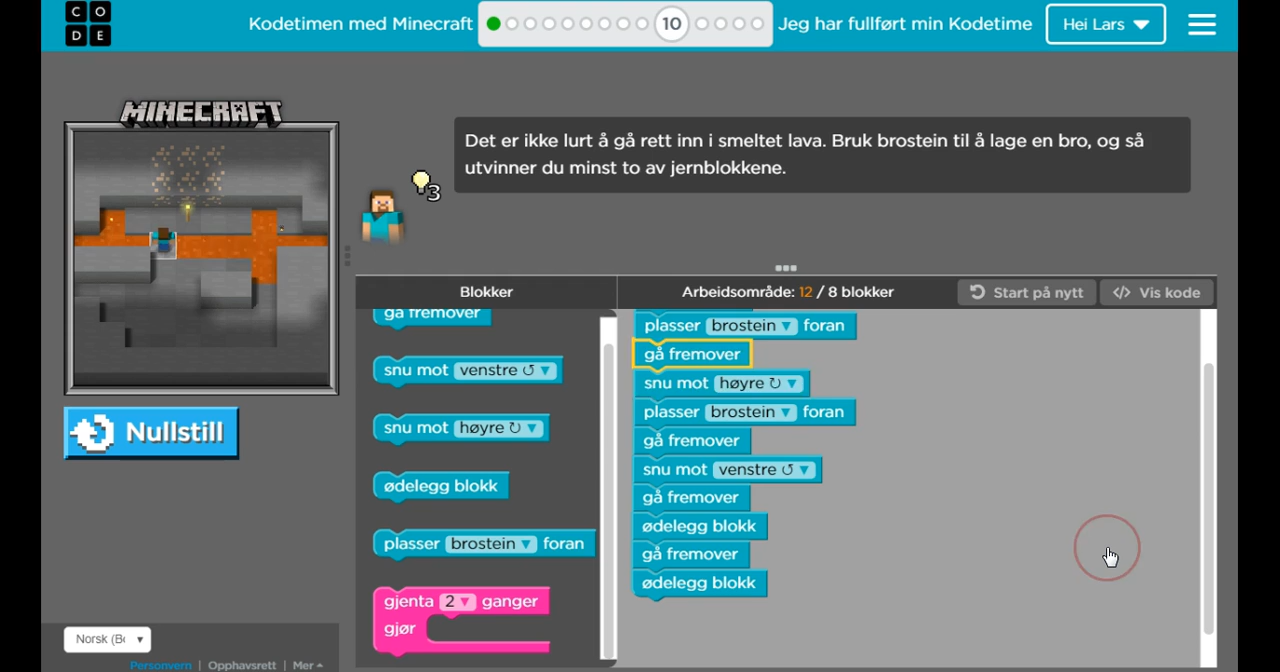 C O
D E
Kodetimen med Minecraft
10
Jeg har fullført min Kodetime
Hei Lars
MINECRAFT
Det er ikke lurt å gå rett inn i smeltet lava. Bruk brostein til å lage en bro, og så
utvinner du minst to av jernblokkene.
3
Blokker
Arbeidsområde: 12 / 8 blokker
Start på nytt
Vis kode
gå fremover
snu mot venstre ↺
snu mot høyre ↻
ødelegg blokk
plasser brostein foran
gjenta 2 ganger
gjør
plasser brostein foran
gå fremover
snu mot høyre ↻
plasser brostein foran
gå fremover
snu mot venstre ↺
gå fremover
ødelegg blokk
gå fremover
ødelegg blokk
Nullstill
Norsk (B
Personvern | Opphavsrett | Mer